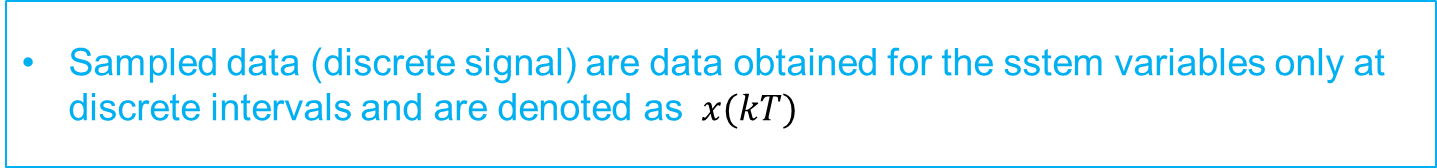 • Sampled data (discrete signal) are data obtained for the sstem variables only at
discrete intervals and are denoted as x(kT)